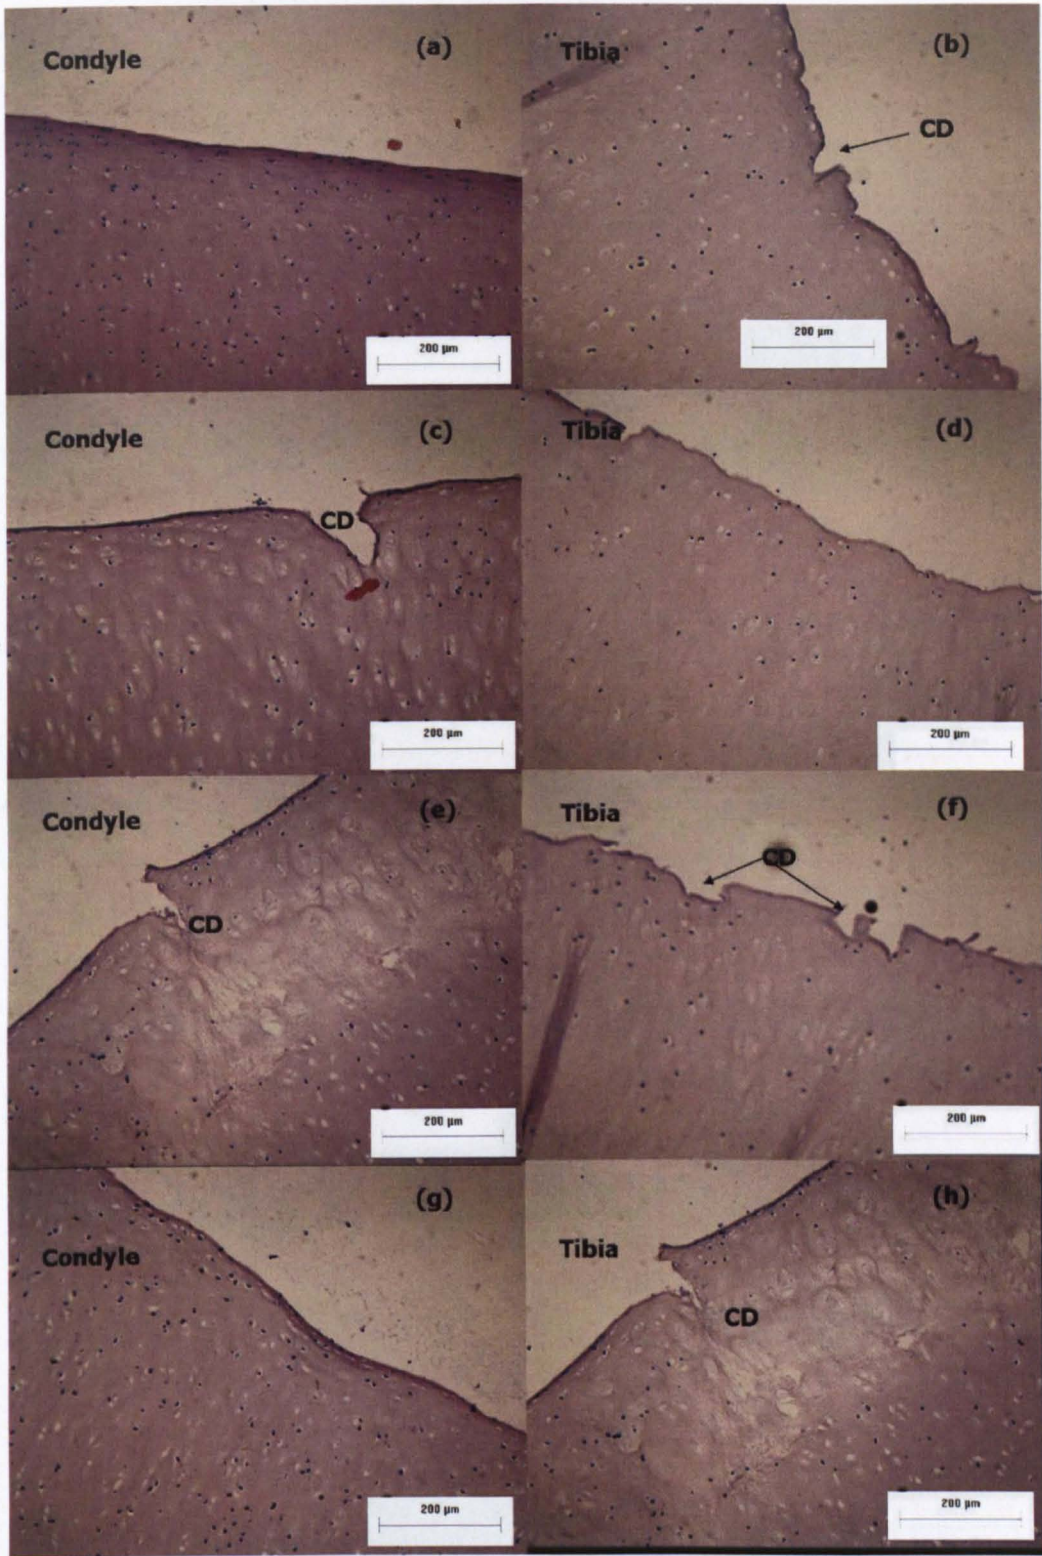 Condyle
(a)
200 µm
Tibia
(b)
CD
200 µm
Condyle
(c)
CD
200 µm
Tibia
(d)
200 µm
Condyle
(e)
CD
200 µm
Tibia
(f)
CD
200 µm
Condyle
(g)
200 µm
Tibia
(h)
CD
200 µm